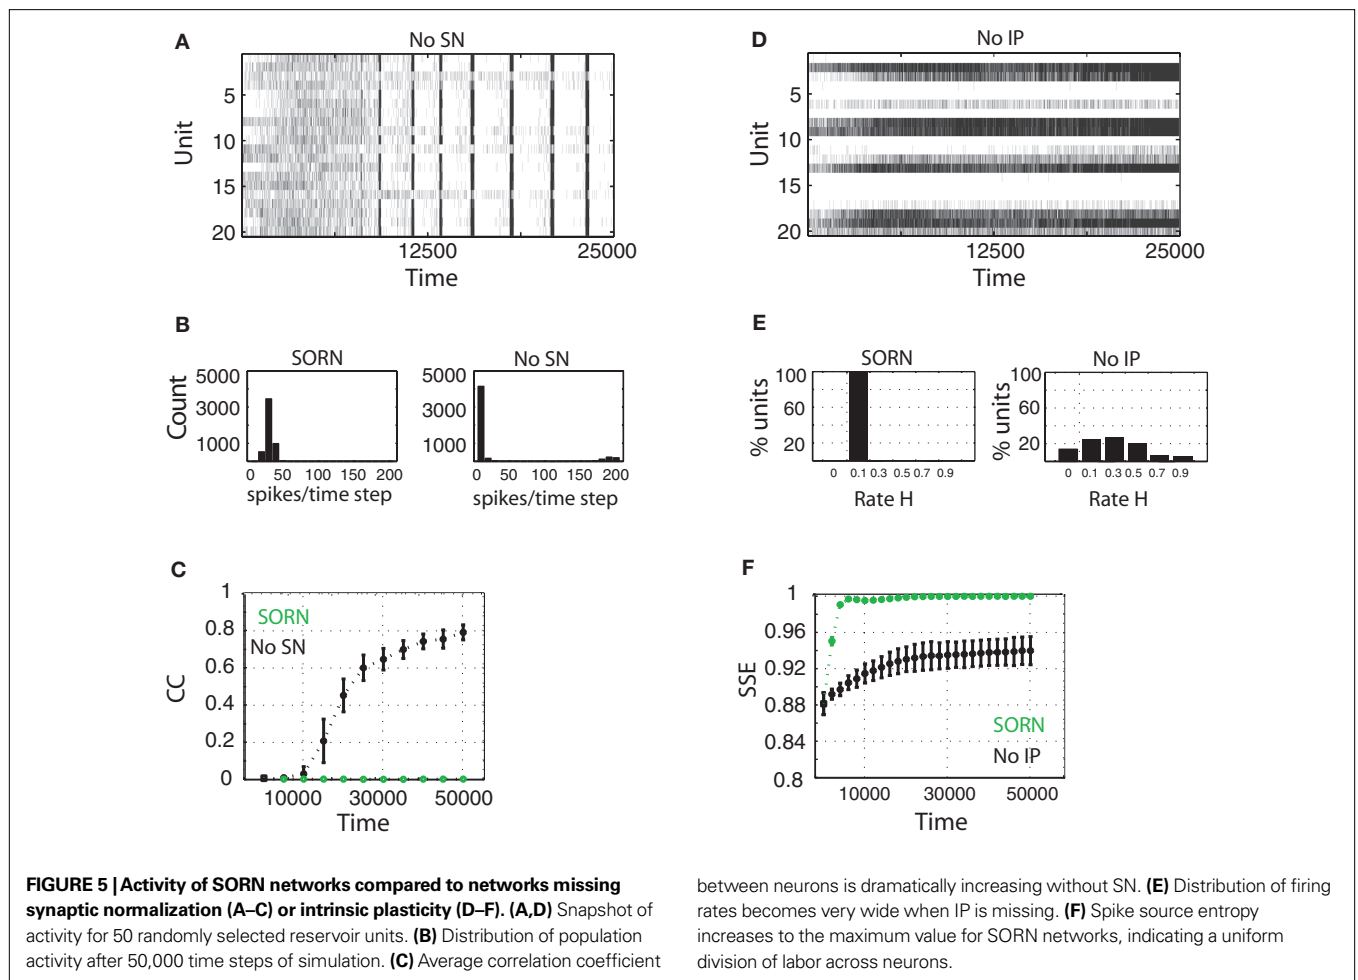 A
No SN
Unit
5
10
15
20
12500
25000
Time
D
No IP
Unit
5
10
15
20
12500
25000
Time
B
SORN
Count
5000
3000
1000
0
50
100
150
200
spikes/time step
No SN
5000
3000
1000
0
50
100
150
200
spikes/time step
E
SORN
% units
100
60
20
0
0.1
0.3
0.5
0.7
0.9
Rate H
No IP
% units
100
60
20
0
0.1
0.3
0.5
0.7
0.9
Rate H
C
SORN
No SN
CC
1
0.8
0.6
0.4
0.2
0
10000
30000
50000
Time
F
SSE
1
0.96
0.92
0.88
0.84
0.8
SORN
No IP
10000
30000
50000
Time
FIGURE 5 | Activity of SORN networks compared to networks missing
synaptic normalization (A–C) or intrinsic plasticity (D–F). (A,D) Snapshot of
activity for 50 randomly selected reservoir units. (B) Distribution of population
activity after 50,000 time steps of simulation. (C) Average correlation coefficient
between neurons is dramatically increasing without SN. (E) Distribution of firing
rates becomes very wide when IP is missing. (F) Spike source entropy
increases to the maximum value for SORN networks, indicating a uniform
division of labor across neurons.